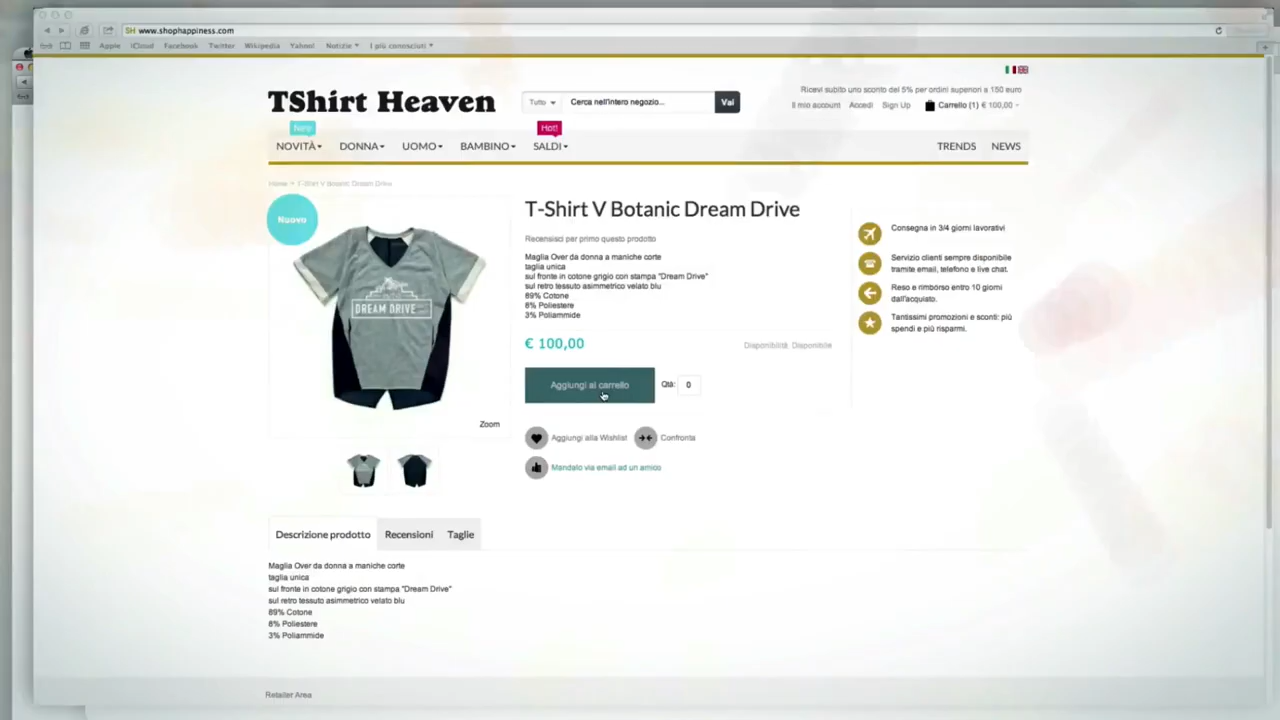 SH www.shophappiness.com
Apple iCloud Facebook Twitter Wikipedia Yahoo! Notizie I più conosciuti
Ricevi subito uno sconto del 5% per ordini superiori a 150 euro
TShirt Heaven
Tutto
Cerca nell'intero negozio...
Vai
Il mio account Accedi Sign Up Carrello (1) € 100,00
New
Hot!
NOVITÀ DONNA UOMO BAMBINO SALDI TRENDS NEWS
Home > T-Shirt V Botanic Dream Drive
Nuovo
DREAM DRIVE
Zoom
T-Shirt V Botanic Dream Drive
Recensisci per primo questo prodotto
Maglia Over da donna a maniche corte
taglia unica
sul fronte in cotone grigio con stampa "Dream Drive"
sul retro tessuto asimmetrico velato blu
89% Cotone
8% Poliestere
3% Poliammide
€ 100,00
Disponibilità: Disponibile
Aggiungi al carrello
Qtà: 0
Aggiungi alla Wishlist
Confronta
Mandalo via email ad un amico
Consegna in 3/4 giorni lavorativi
Servizio clienti sempre disponibile
tramite email, telefono e live chat.
Reso e rimborso entro 10 giorni
dall'acquisto.
Tantissimi promozioni e sconti: più
spendi e più risparmi.
Descrizione prodotto Recensioni Taglie
Maglia Over da donna a maniche corte
taglia unica
sul fronte in cotone grigio con stampa "Dream Drive"
sul retro tessuto asimmetrico velato blu
89% Cotone
8% Poliestere
3% Poliammide
Retailer Area